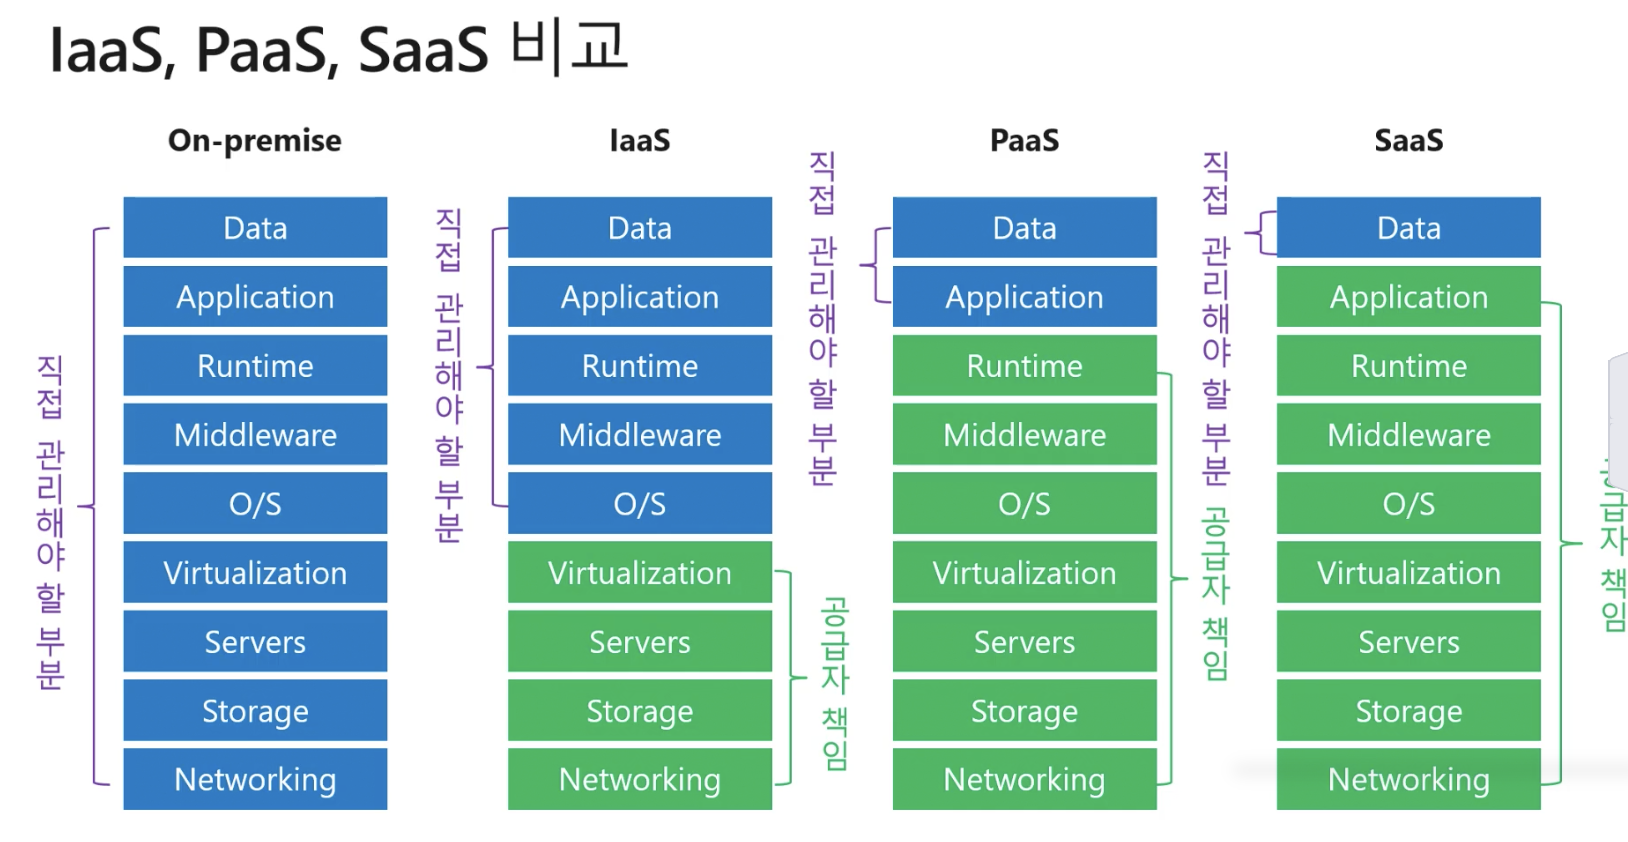 IaaS, PaaS, SaaS 비교
On-premise
직접 관리해야 할 부분
Data
Application
Runtime
Middleware
O/S
Virtualization
Servers
Storage
Networking
IaaS
직접 관리해야 할 부분
Data
Application
Runtime
Middleware
O/S
Virtualization
Servers
Storage
Networking
공급자 책임
PaaS
직접 관리해야 할 부분
Data
Application
Runtime
Middleware
O/S
Virtualization
Servers
Storage
Networking
공급자 책임
SaaS
직접 관리해야 할 부분
Data
Application
Runtime
Middleware
O/S
Virtualization
Servers
Storage
Networking
공급자 책임